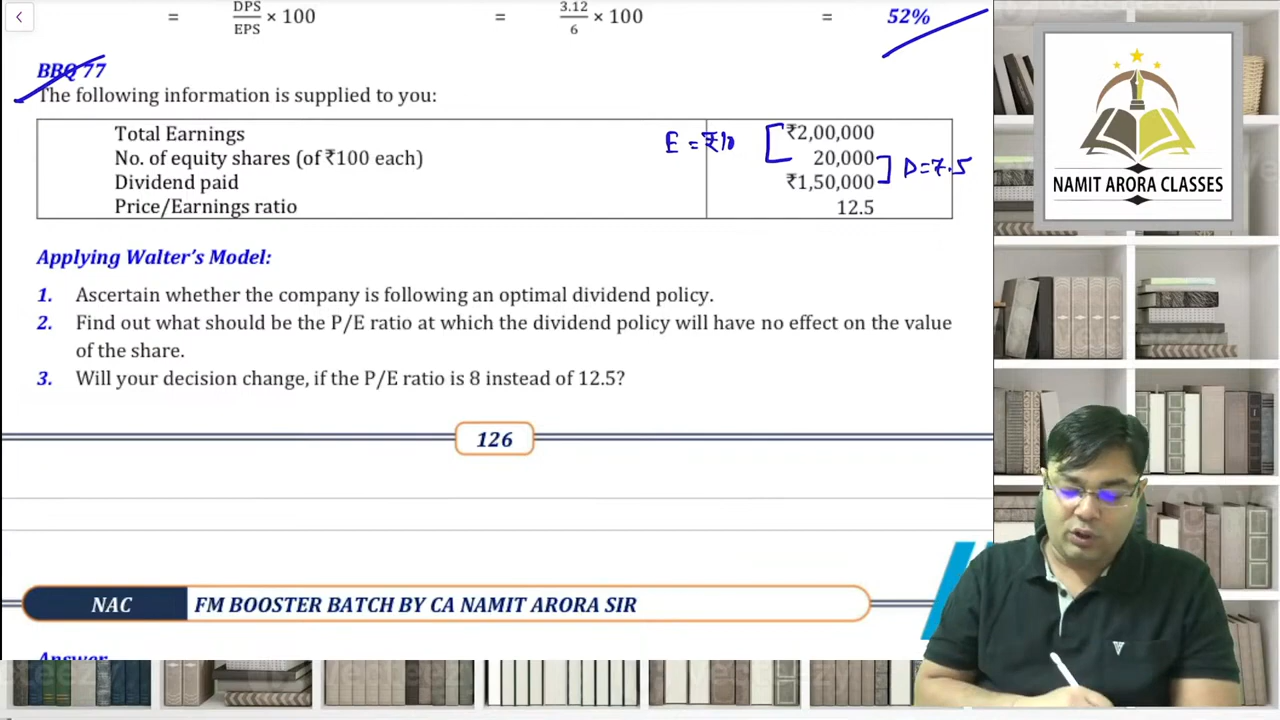 = DPS/EPS × 100 = 3.12/6 × 100 = 52%
BBQ 77
The following information is supplied to you:
Total Earnings ₹2,00,000
No. of equity shares (of ₹100 each) 20,000
Dividend paid ₹1,50,000
Price/Earnings ratio 12.5
E = ₹10
D = 7.5
Applying Walter's Model:
1. Ascertain whether the company is following an optimal dividend policy.
2. Find out what should be the P/E ratio at which the dividend policy will have no effect on the value
of the share.
3. Will your decision change, if the P/E ratio is 8 instead of 12.5?
126
NAC FM BOOSTER BATCH BY CA NAMIT ARORA SIR
Answer
NAMIT ARORA CLASSES